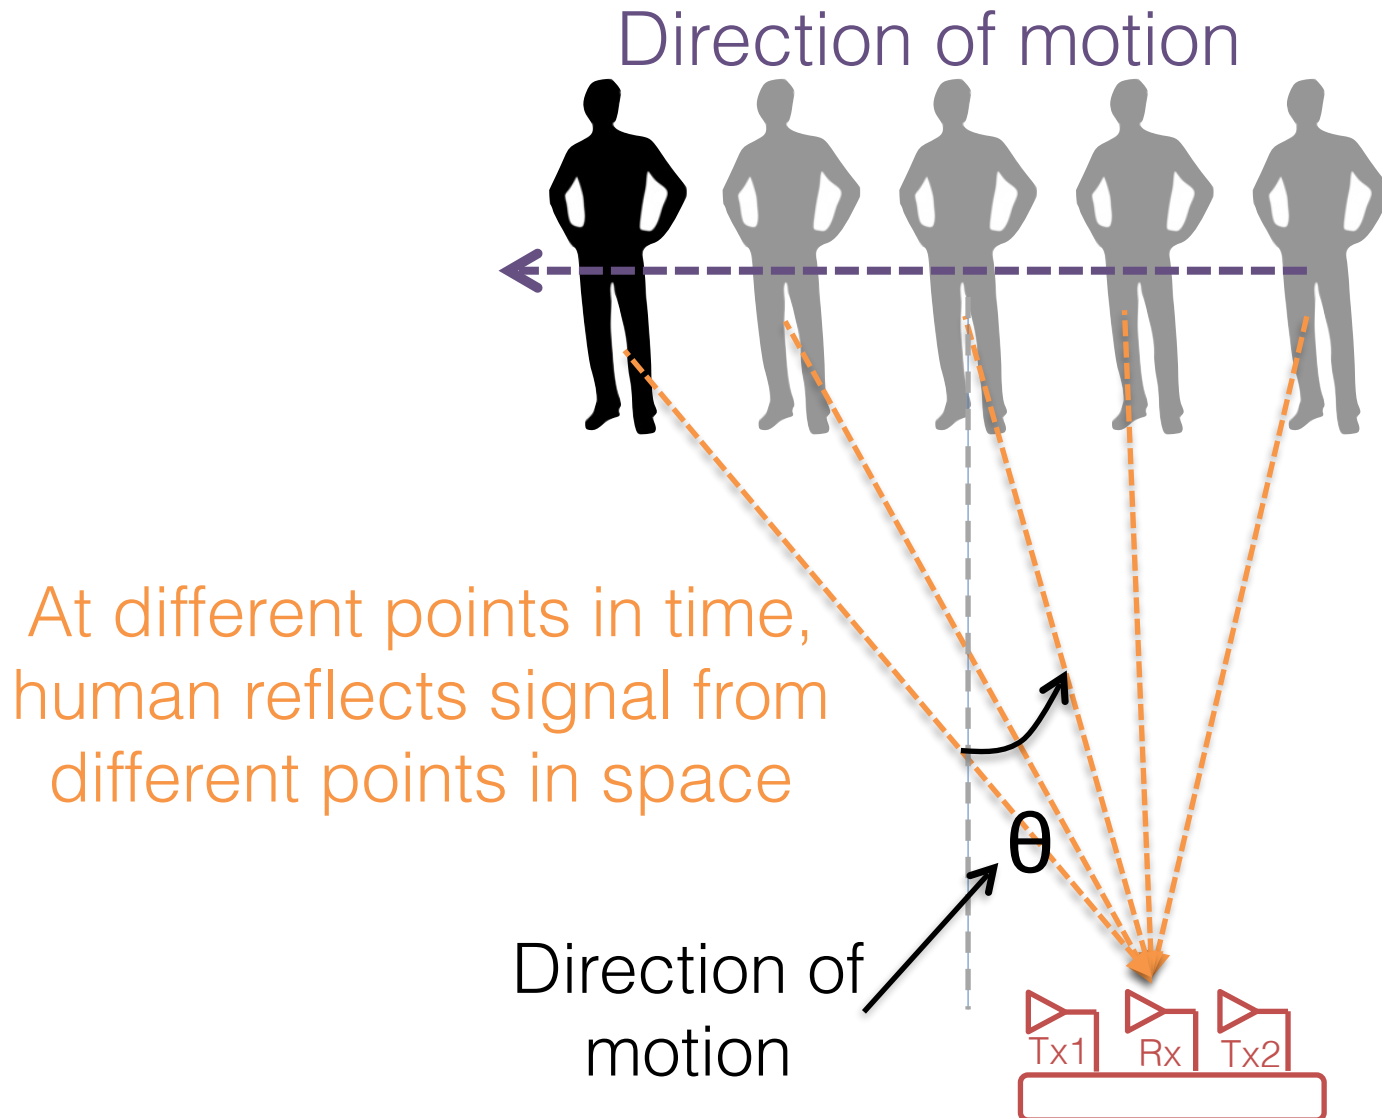 Direction of motion
At different points in time,
human reflects signal from
different points in space
θ
Direction of
motion
Tx1 Rx Tx2